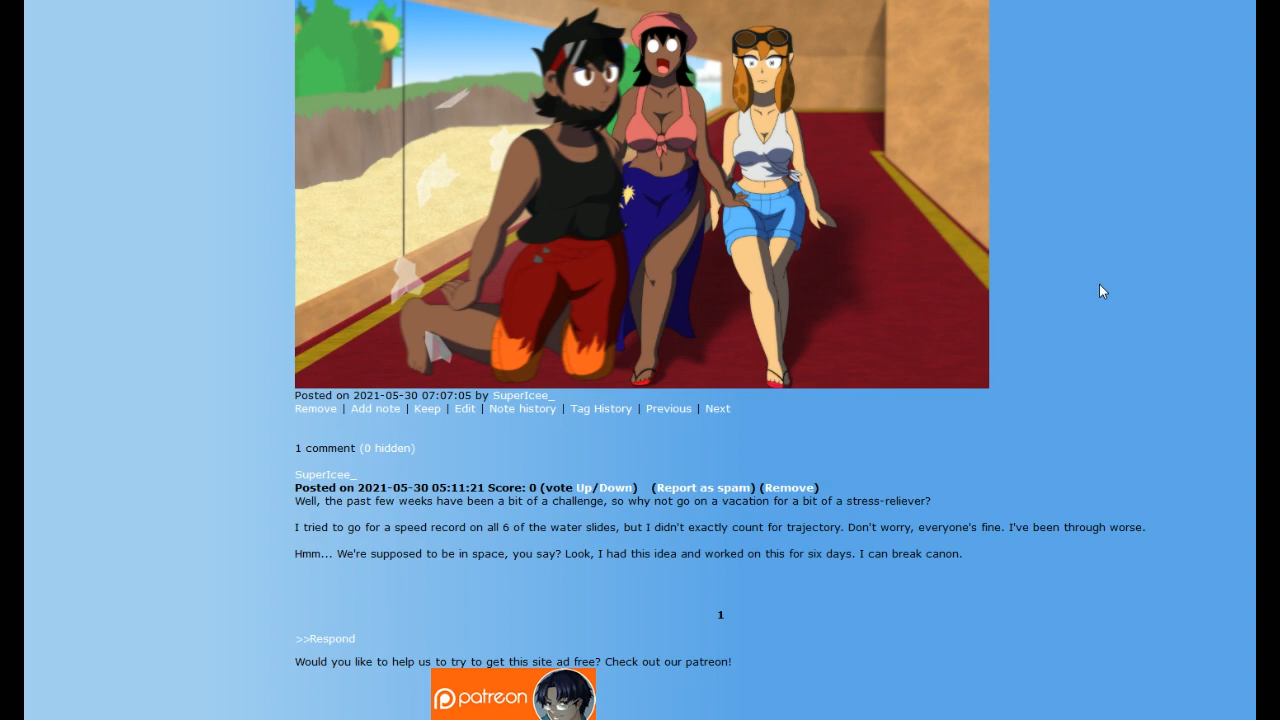 Posted on 2021-05-30 07:07:05 by SuperIcee_
Remove | Add note | Keep | Edit | Note history | Tag History | Previous | Next
1 comment (0 hidden)
SuperIcee_
Posted on 2021-05-30 05:11:21 Score: 0 (vote Up/Down) (Report as spam) (Remove)
Well, the past few weeks have been a bit of a challenge, so why not go on a vacation for a bit of a stress-reliever?
I tried to go for a speed record on all 6 of the water slides, but I didn't exactly count for trajectory. Don't worry, everyone's fine. I've been through worse.
Hmm... We're supposed to be in space, you say? Look, I had this idea and worked on this for six days. I can break canon.
1
>>Respond
Would you like to help us to try to get this site ad free? Check out our patreon!
patreon